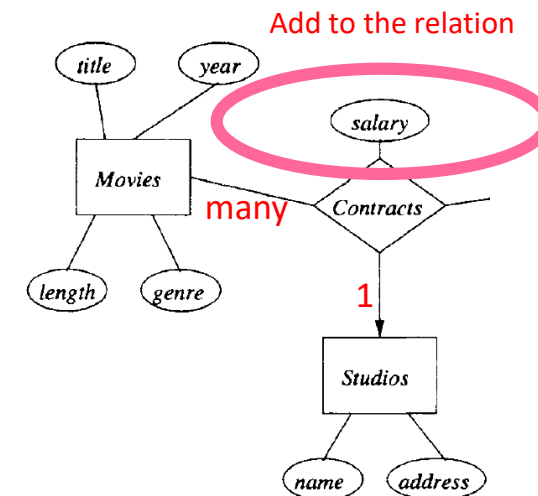 Add to the relation
title
year
salary
Movies
many
Contracts
length
genre
1
Studios
name
address